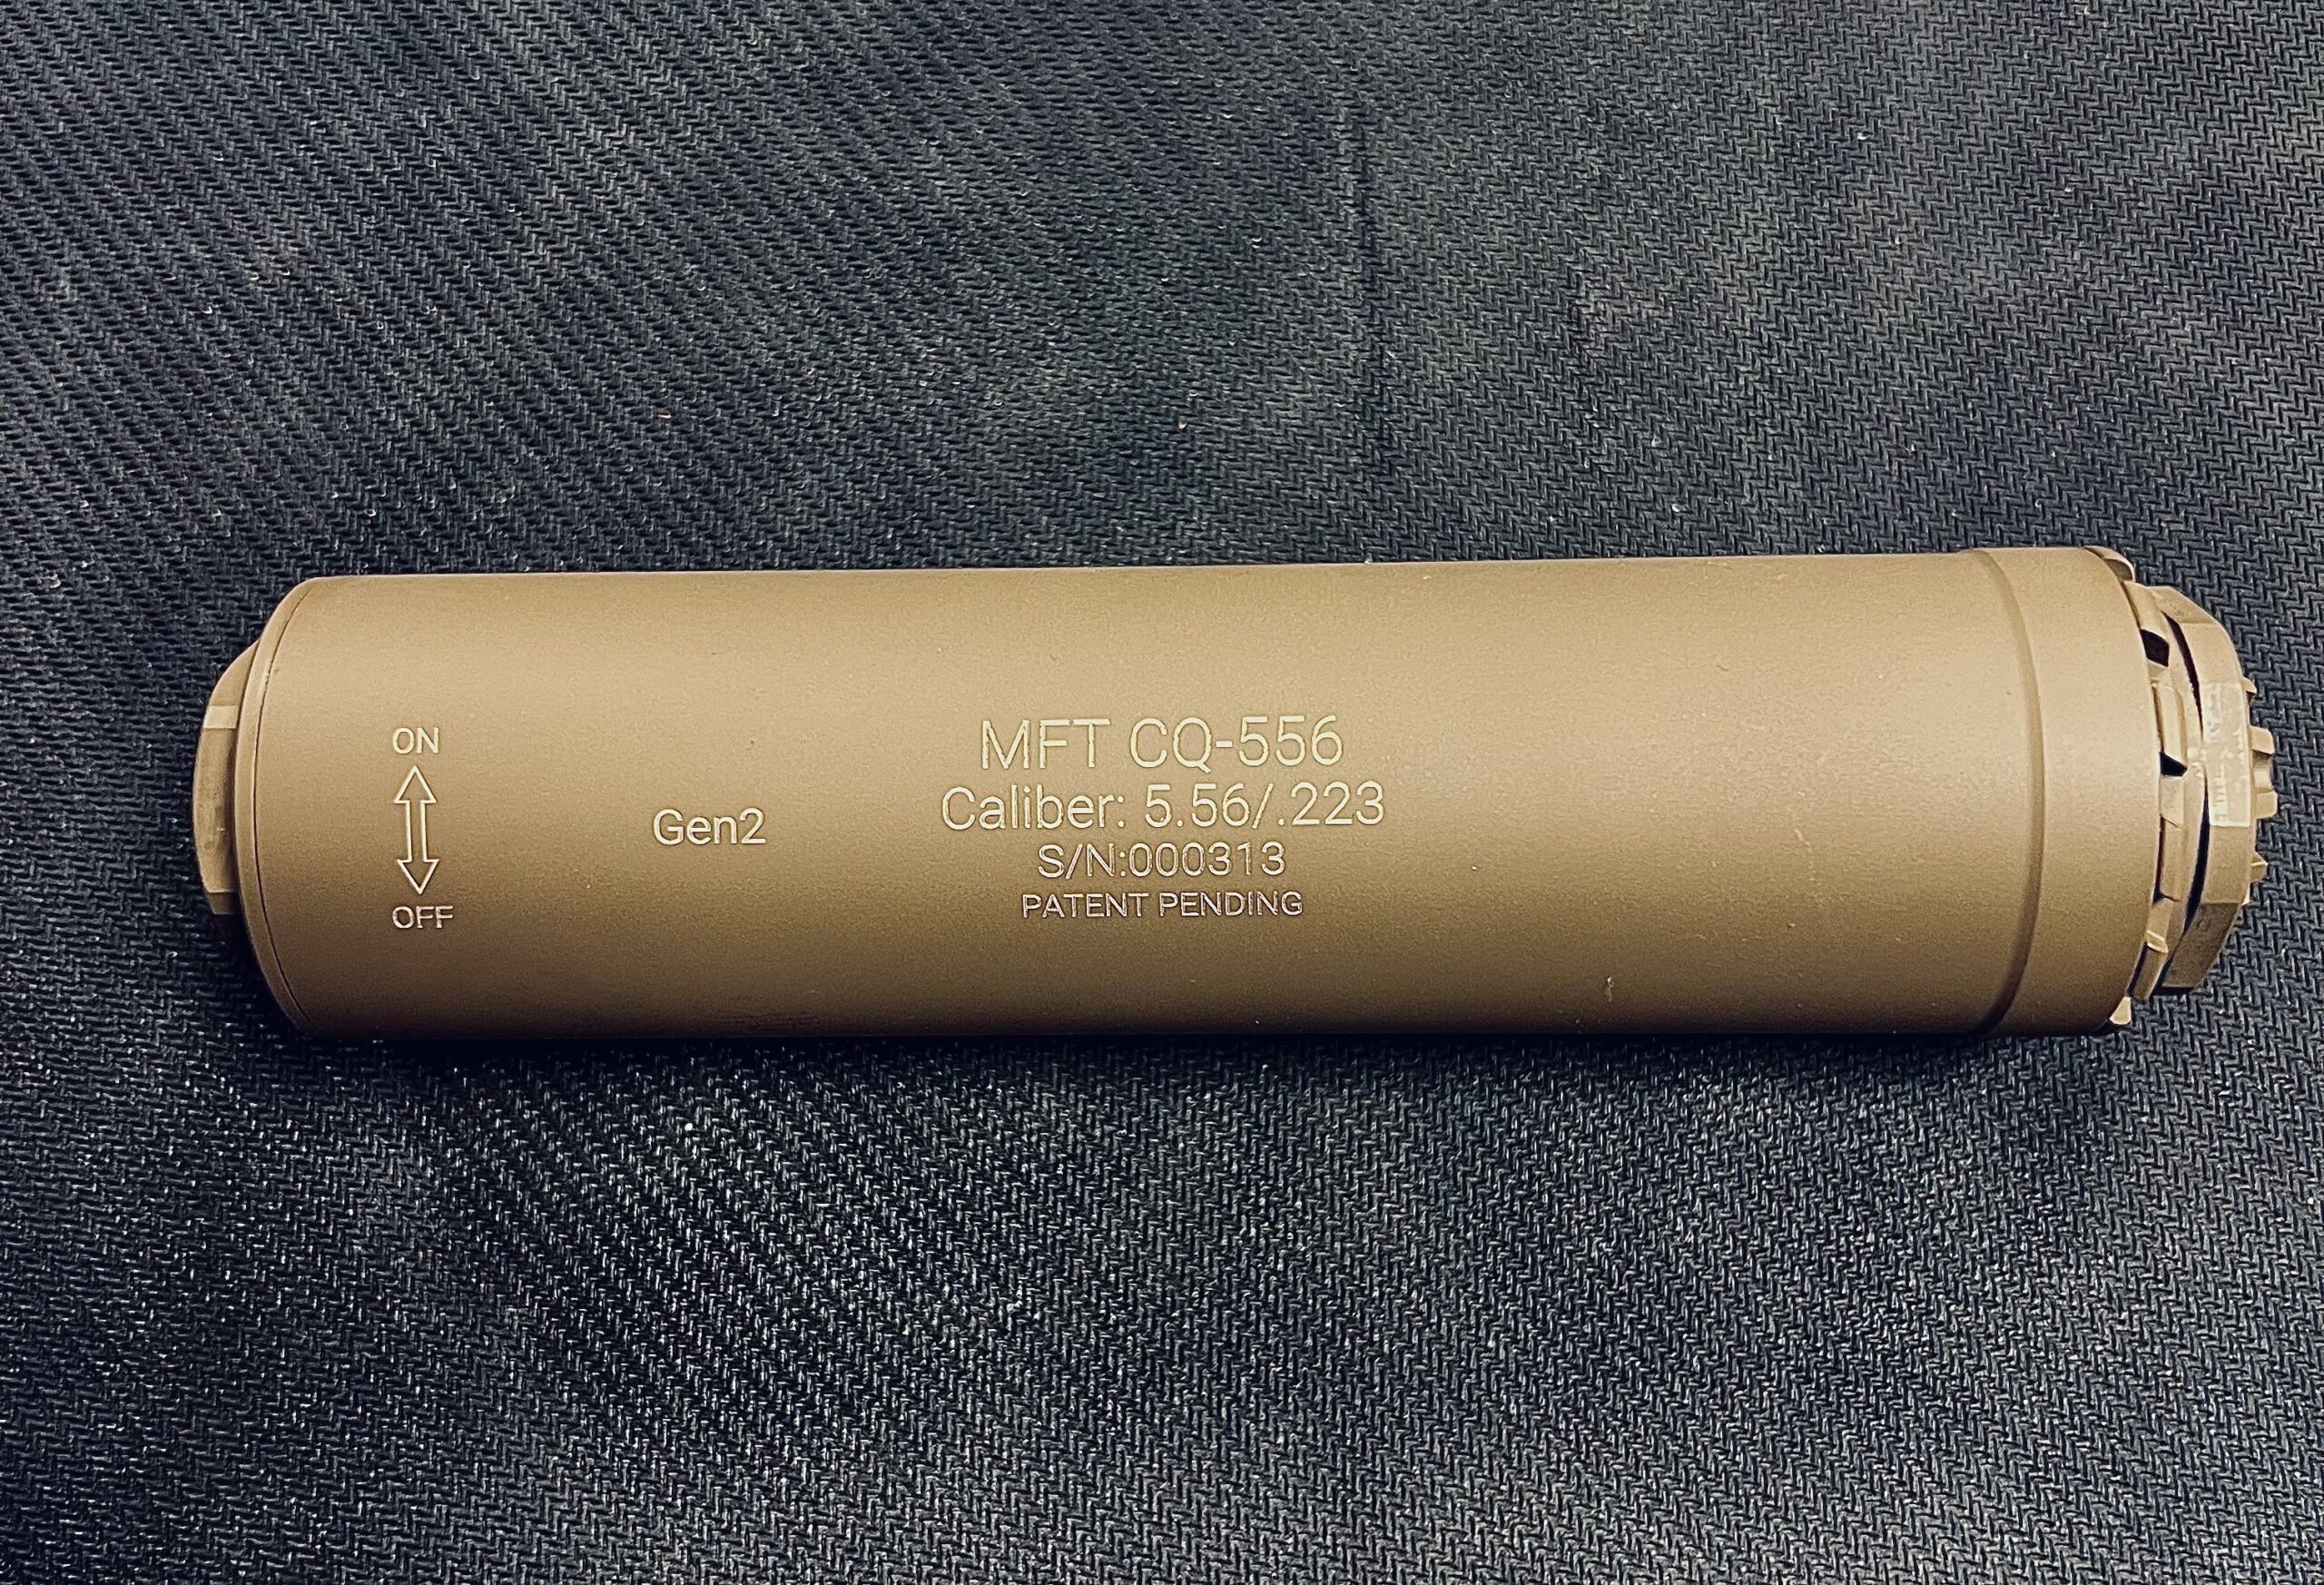 ON
OFF
Gen2
MFT CQ-556
Caliber: 5.56/.223
S/N:000313
PATENT PENDING